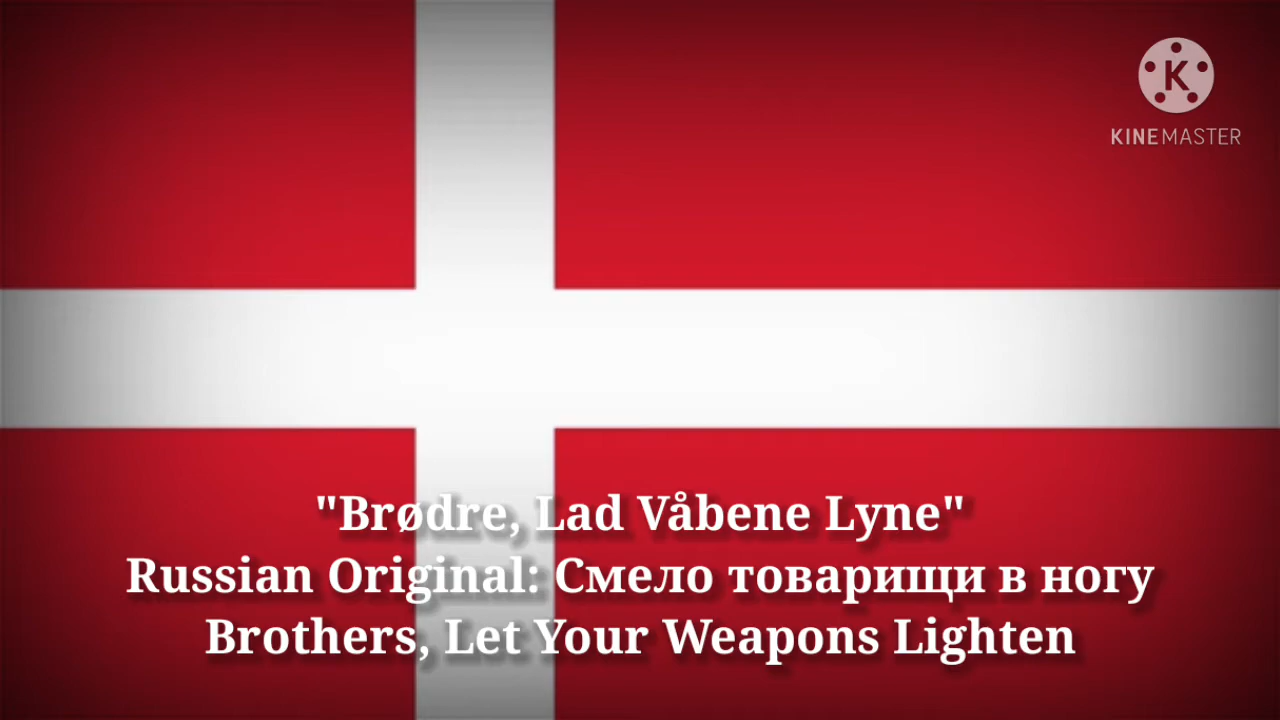 KINEMASTER
"Brødre, Lad Våbene Lyne"
Russian Original: Смело товарищи в ногу
Brothers, Let Your Weapons Lighten